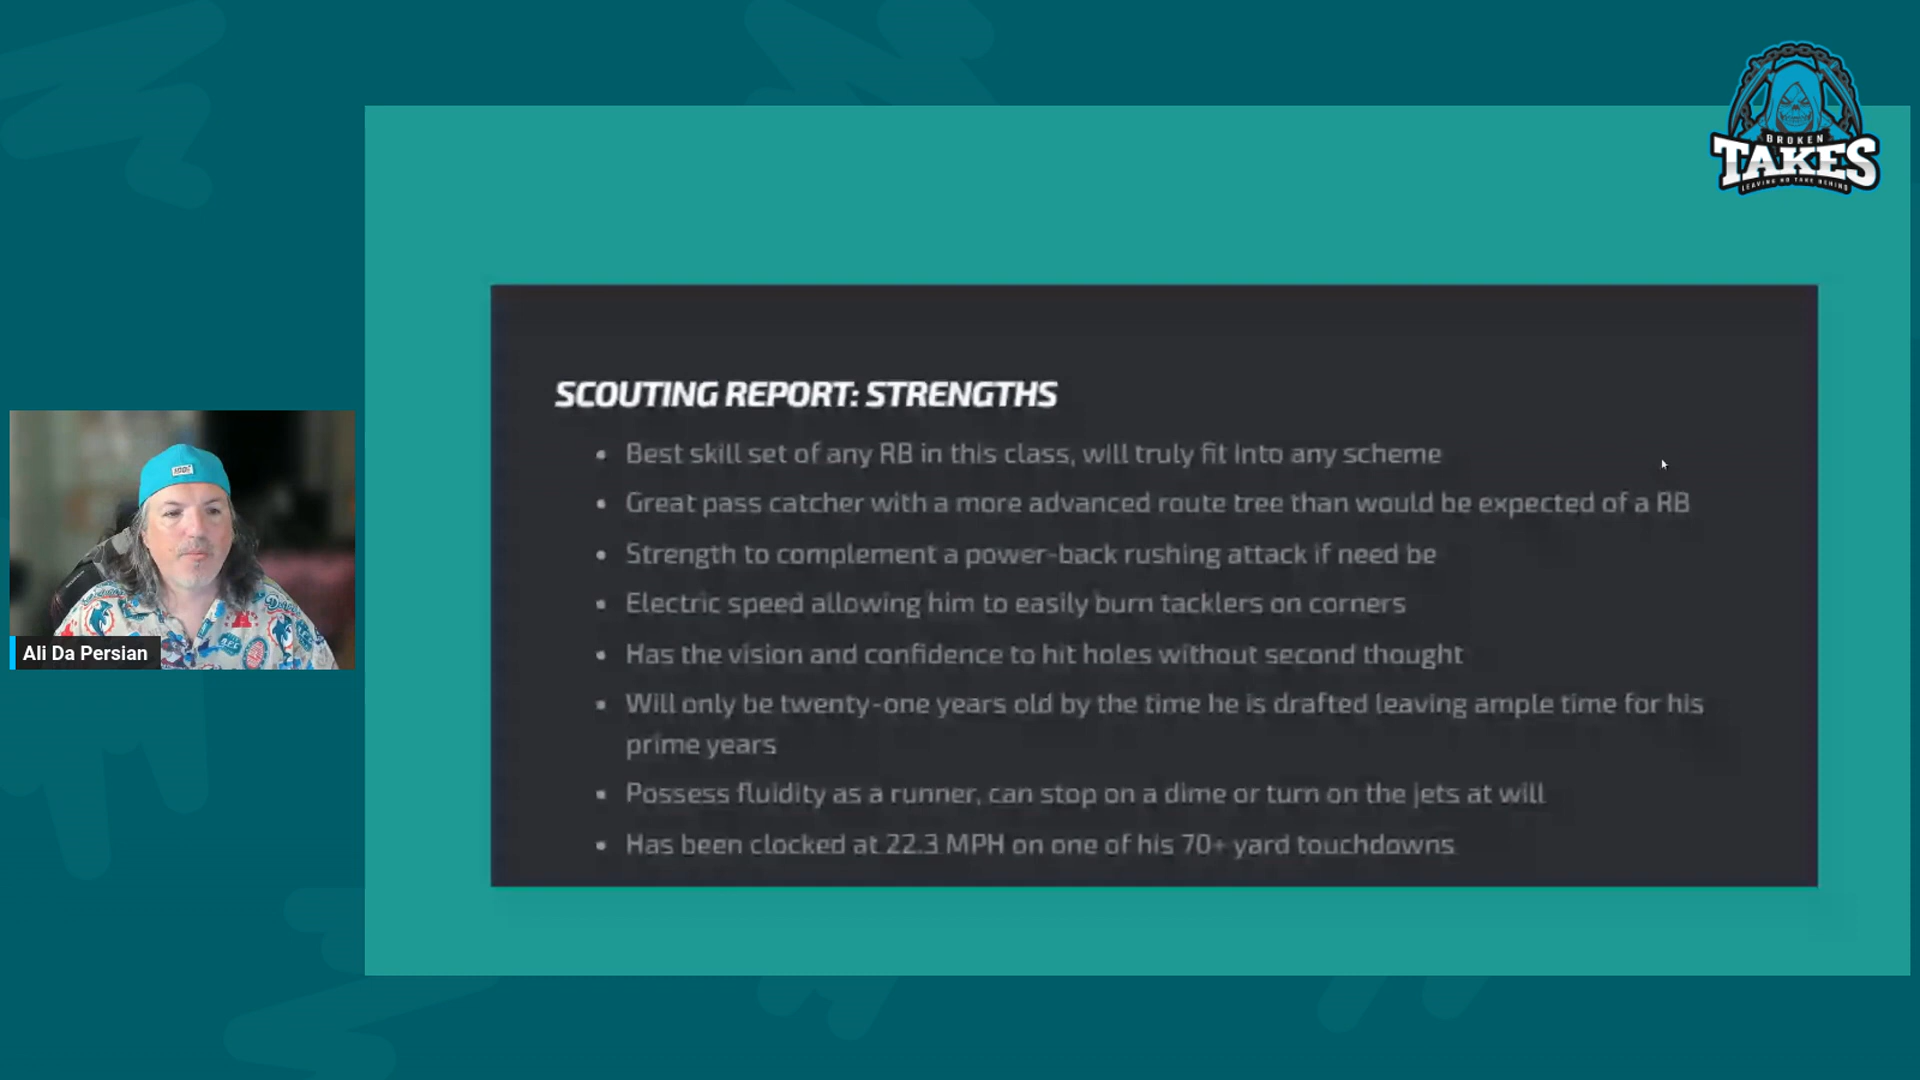 BROKEN
TAKES
LEAVING NO TAKE BEHIND
SCOUTING REPORT: STRENGTHS
• Best skill set of any RB in this class, will truly fit into any scheme
• Great pass catcher with a more advanced route tree than would be expected of a RB
• Strength to complement a power-back rushing attack if need be
• Electric speed allowing him to easily burn tacklers on corners
• Has the vision and confidence to hit holes without second thought
• Will only be twenty-one years old by the time he is drafted leaving ample time for his
prime years
• Possess fluidity as a runner, can stop on a dime or turn on the jets at will
• Has been clocked at 22.3 MPH on one of his 70+ yard touchdowns
Ali Da Persian